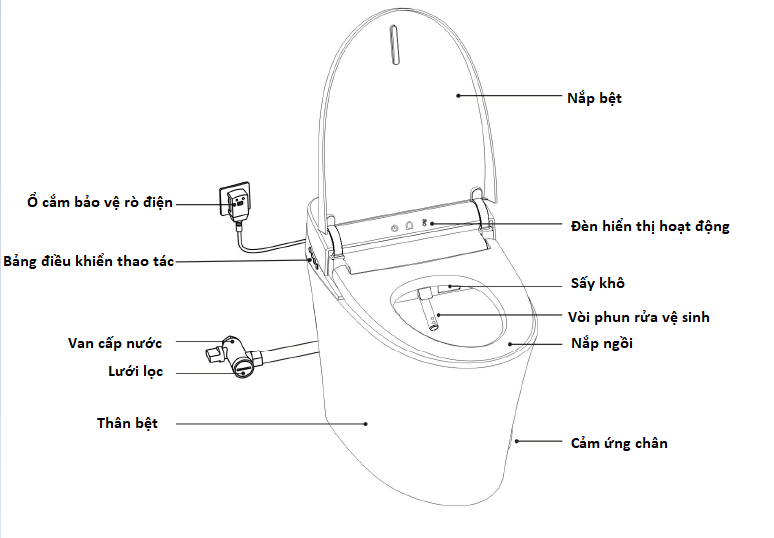 Nắp bệt
Ổ cắm bảo vệ rò điện
Đèn hiển thị hoạt động
Bảng điều khiển thao tác
Sấy khô
Vòi phun rửa vệ sinh
Van cấp nước
Nắp ngồi
Lưới lọc
Thân bệt
Cảm ứng chân